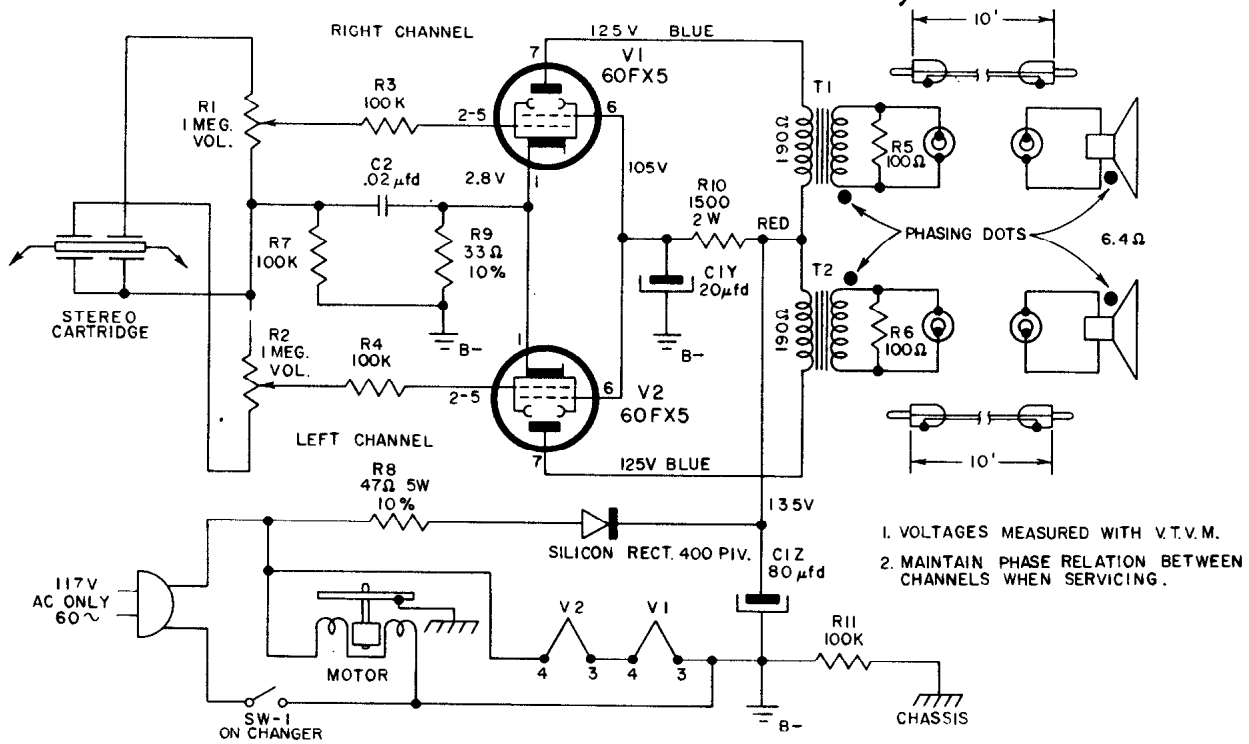 10'
RIGHT CHANNEL
125V BLUE
7
V1
60FX5
R1
1 MEG.
VOL.
R3
100K
2-5
6
T1
190Ω
R5
100Ω
C2
.02 µfd
2.8V
1
105V
R10
1500
2 W
RED
PHASING DOTS
6.4Ω
R7
100K
R9
33Ω
10%
C1Y
20µfd
T2
STEREO
CARTRIDGE
B-
B-
190Ω
R6
100Ω
R2
1 MEG.
VOL.
R4
100K
1
2-5
6
V2
60FX5
LEFT CHANNEL
7
125V BLUE
10'
R8
47Ω 5W
10%
135V
SILICON RECT. 400 PIV.
C1Z
80µfd
1. VOLTAGES MEASURED WITH V.T.V.M.
2. MAINTAIN PHASE RELATION BETWEEN
CHANNELS WHEN SERVICING.
117V
AC ONLY
60~
MOTOR
V2
V1
4
3
4
3
R11
100K
SW-1
ON CHANGER
B-
CHASSIS